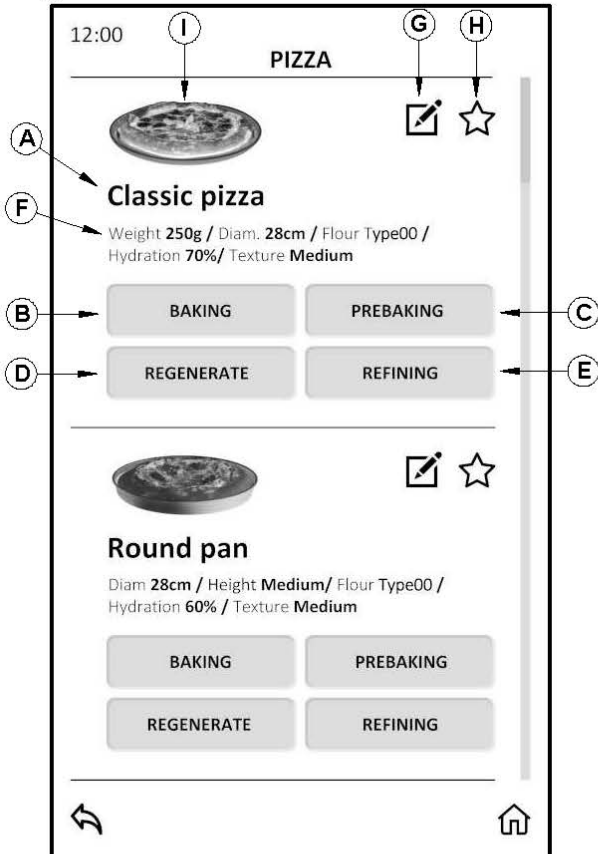 12:00
I
G
H
PIZZA
A
Classic pizza
F
Weight 250g / Diam. 28cm / Flour Type00 /
Hydration 70%/ Texture Medium
B
BAKING
PREBAKING
C
D
REGENERATE
REFINING
E
Round pan
Diam 28cm / Height Medium/ Flour Type00 /
Hydration 60% / Texture Medium
BAKING
PREBAKING
REGENERATE
REFINING